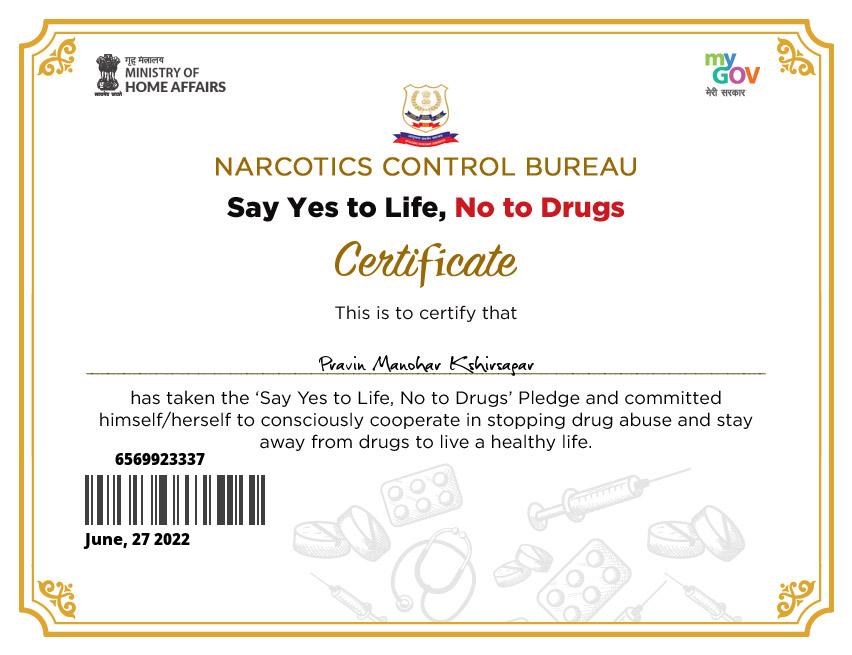 गृह मंत्रालय
MINISTRY OF
HOME AFFAIRS
सत्यमेव जयते
my
GOV
मेरी सरकार
NARCOTICS CONTROL BUREAU
Say Yes to Life, No to Drugs
Certificate
This is to certify that
Pravin Manohar Kshirsagar
has taken the ‘Say Yes to Life, No to Drugs’ Pledge and committed
himself/herself to consciously cooperate in stopping drug abuse and stay
away from drugs to live a healthy life.
6569923337
June, 27 2022